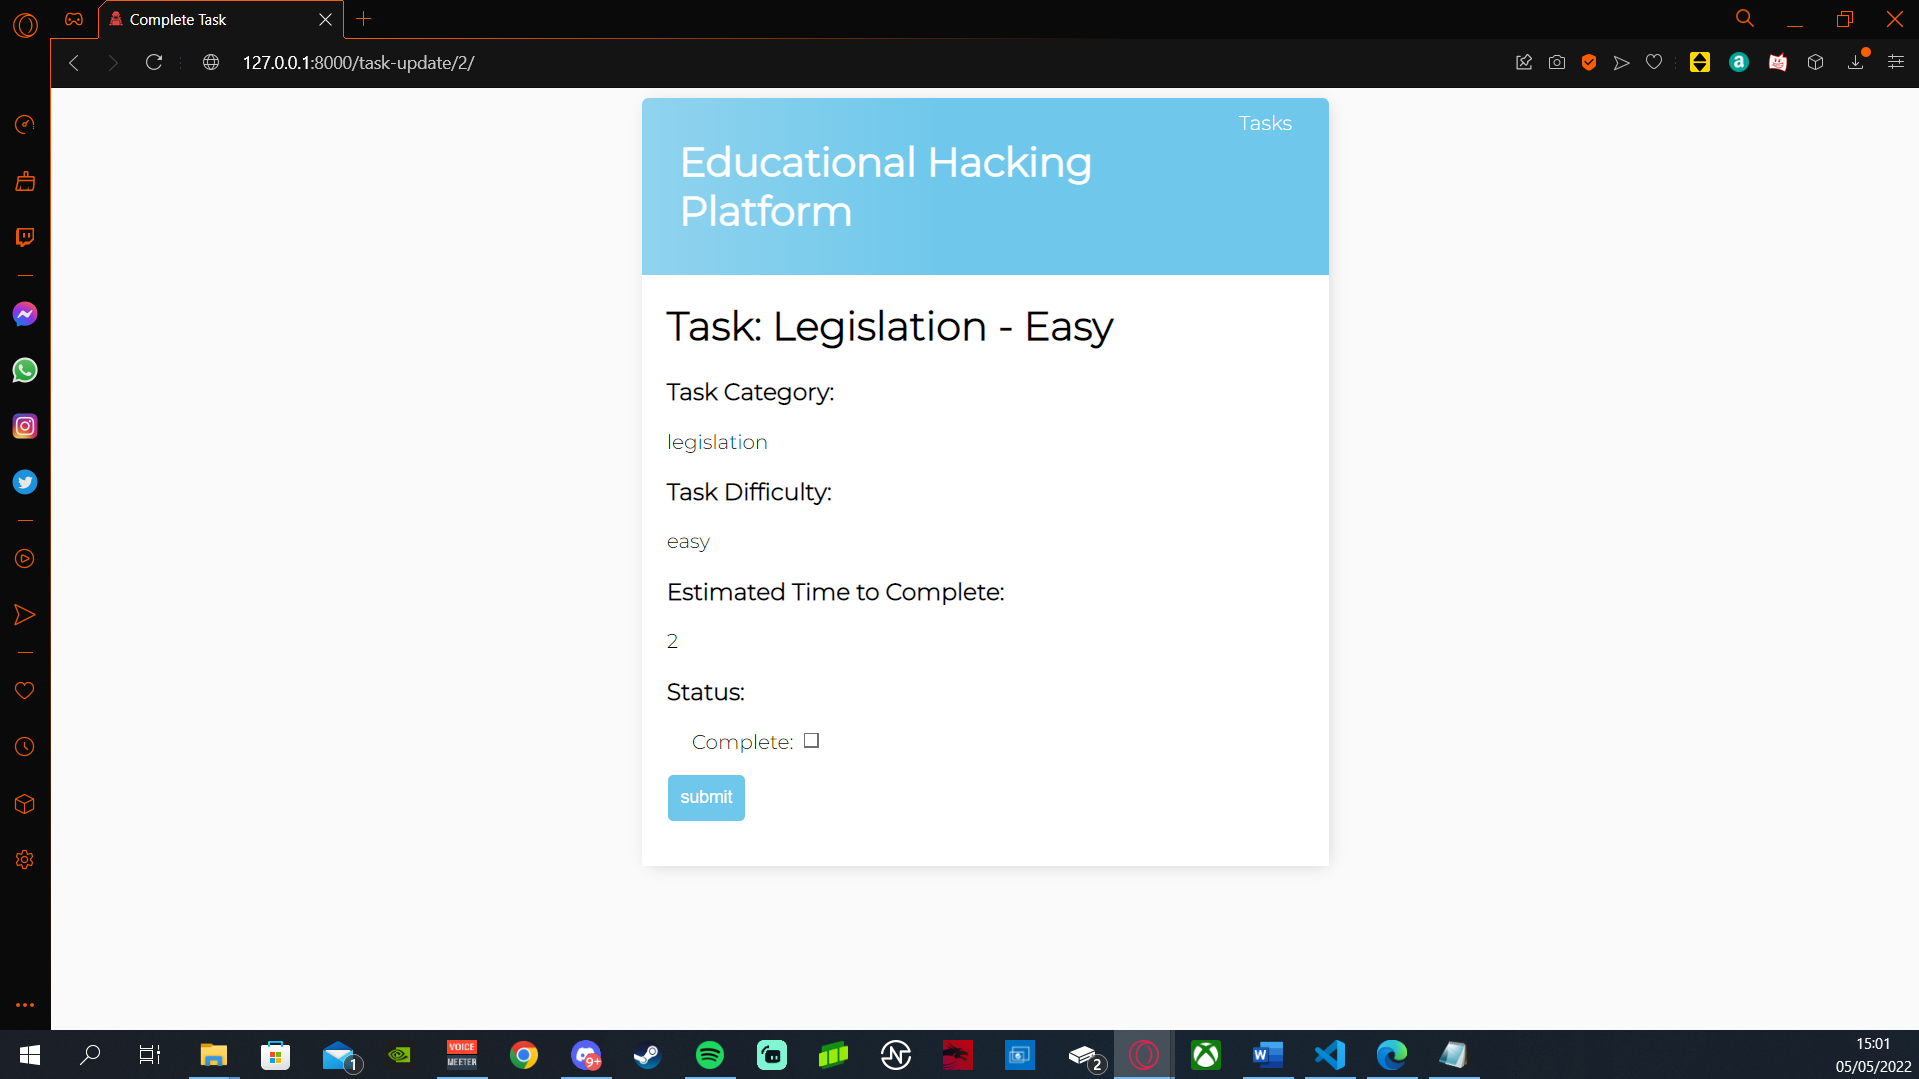 Complete Task
127.0.0.1:8000/task-update/2/
a
Tasks
Educational Hacking
Platform
Task: Legislation - Easy
Task Category:
legislation
Task Difficulty:
easy
Estimated Time to Complete:
2
Status:
Complete:
submit
1
VOICE
MEETER
9+
2
W
15:01
05/05/2022